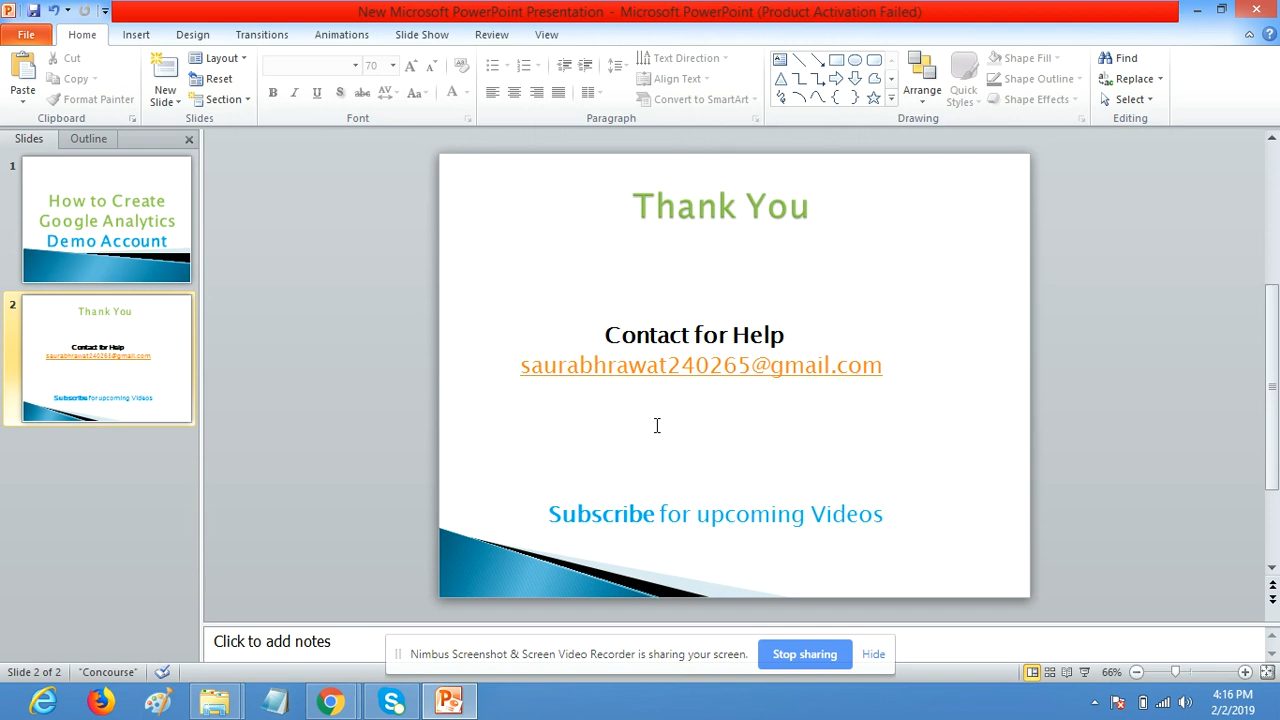 New Microsoft PowerPoint Presentation - Microsoft PowerPoint (Product Activation Failed)
File Home Insert Design Transitions Animations Slide Show Review View
Cut
Copy
Format Painter
Paste
Clipboard
New Slide
Layout
Reset
Section
Slides
70
B I U S abc AV Aa A
Font
Text Direction
Align Text
Convert to SmartArt
Paragraph
Arrange
Quick Styles
Shape Fill
Shape Outline
Shape Effects
Drawing
Find
Replace
Select
Editing
Slides Outline
1
How to Create
Google Analytics
Demo Account
2
Thank You
Contact for Help
saurabhrawat240265@gmail.com
Subscribe for upcoming Videos
Thank You
Contact for Help
saurabhrawat240265@gmail.com
Subscribe for upcoming Videos
Click to add notes
Nimbus Screenshot & Screen Video Recorder is sharing your screen. Stop sharing Hide
Slide 2 of 2 "Concourse" 66%
4:16 PM
2/2/2019